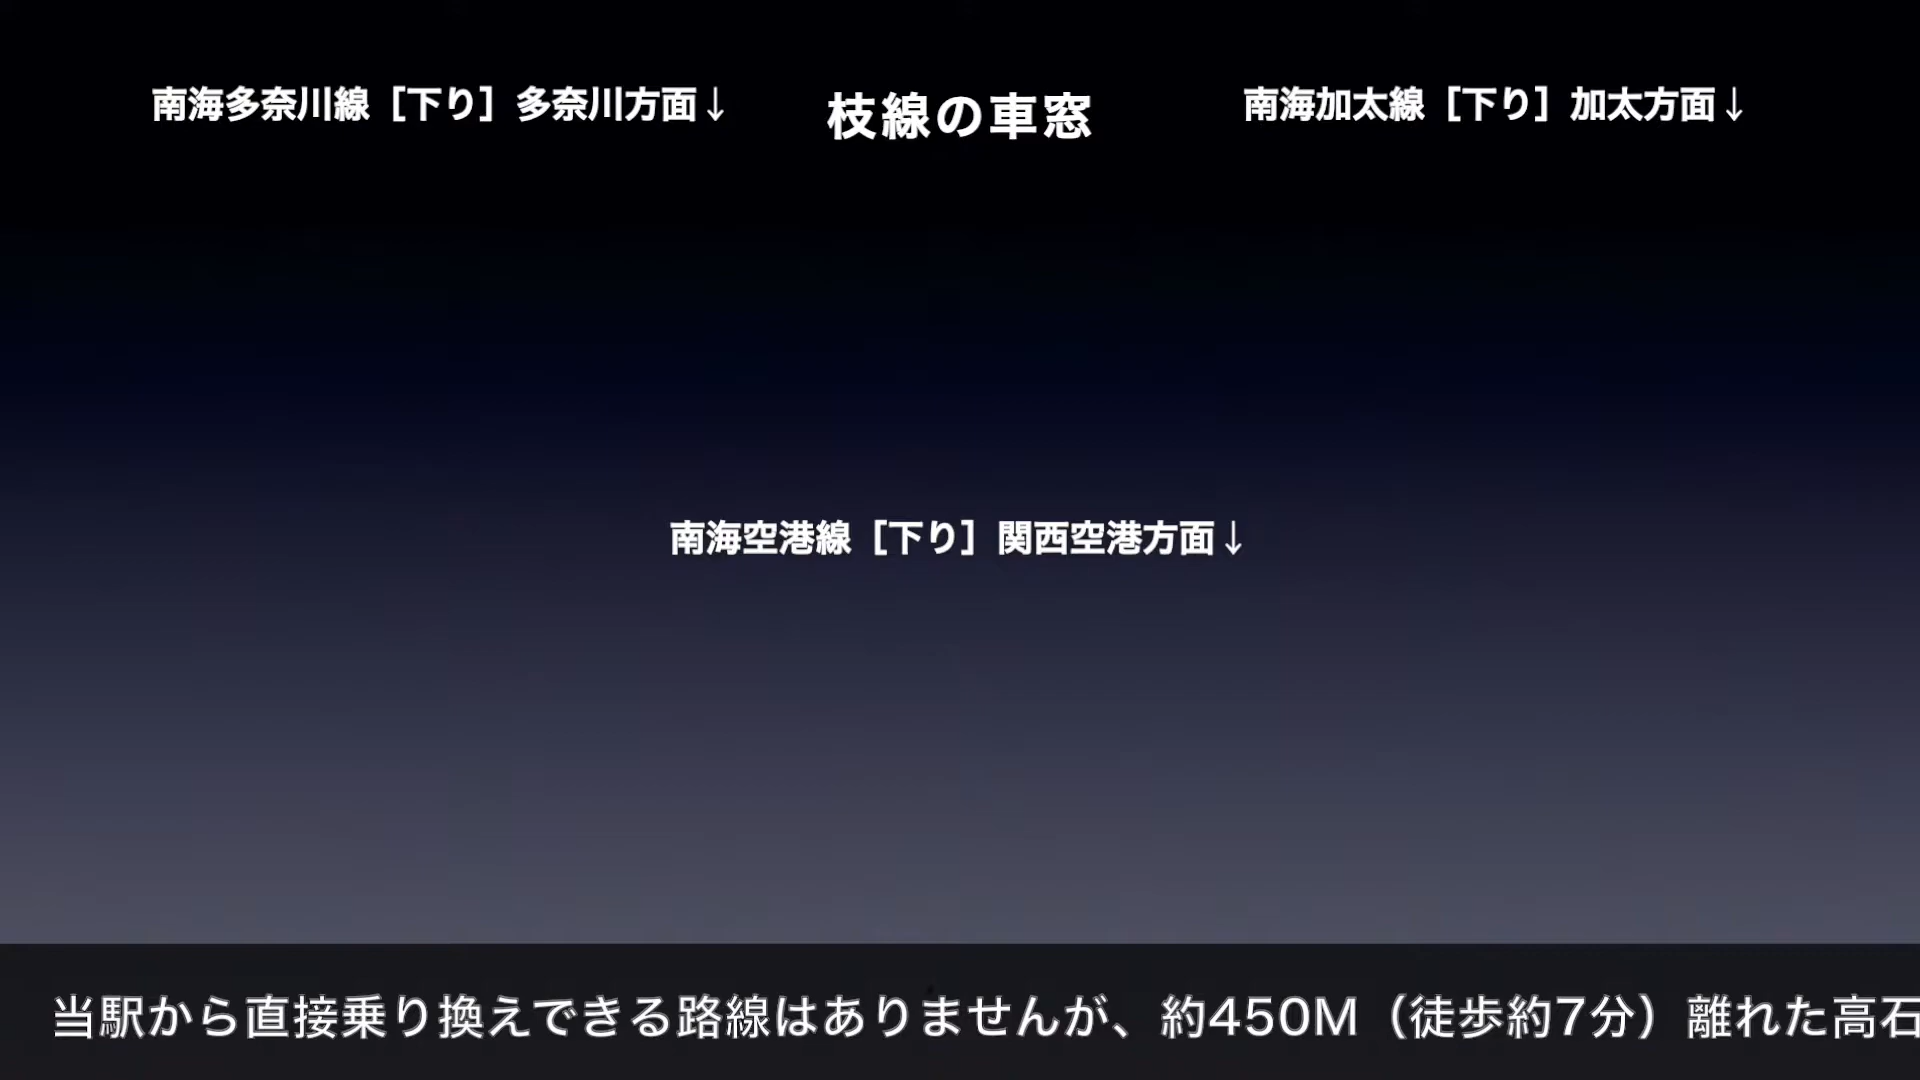 南海多奈川線［下り］多奈川方面↓
枝線の車窓
南海加太線［下り］加太方面↓
南海空港線［下り］関西空港方面↓
当駅から直接乗り換えできる路線はありませんが、約450M（徒歩約7分）離れた高石